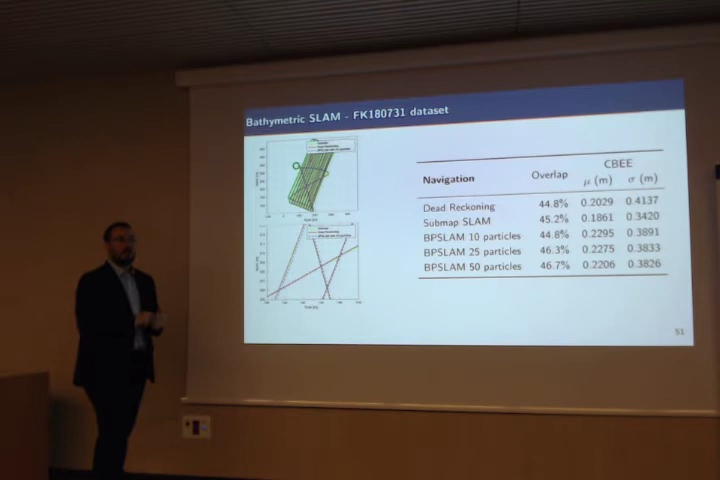 Bathymetric SLAM - FK180731 dataset
Navigation Overlap CBEE
μ (m) σ (m)
Dead Reckoning 44.8% 0.2029 0.4137
Submap SLAM 45.2% 0.1861 0.3420
BPSLAM 10 particles 44.8% 0.2295 0.3891
BPSLAM 25 particles 46.3% 0.2275 0.3833
BPSLAM 50 particles 46.7% 0.2206 0.3826
51